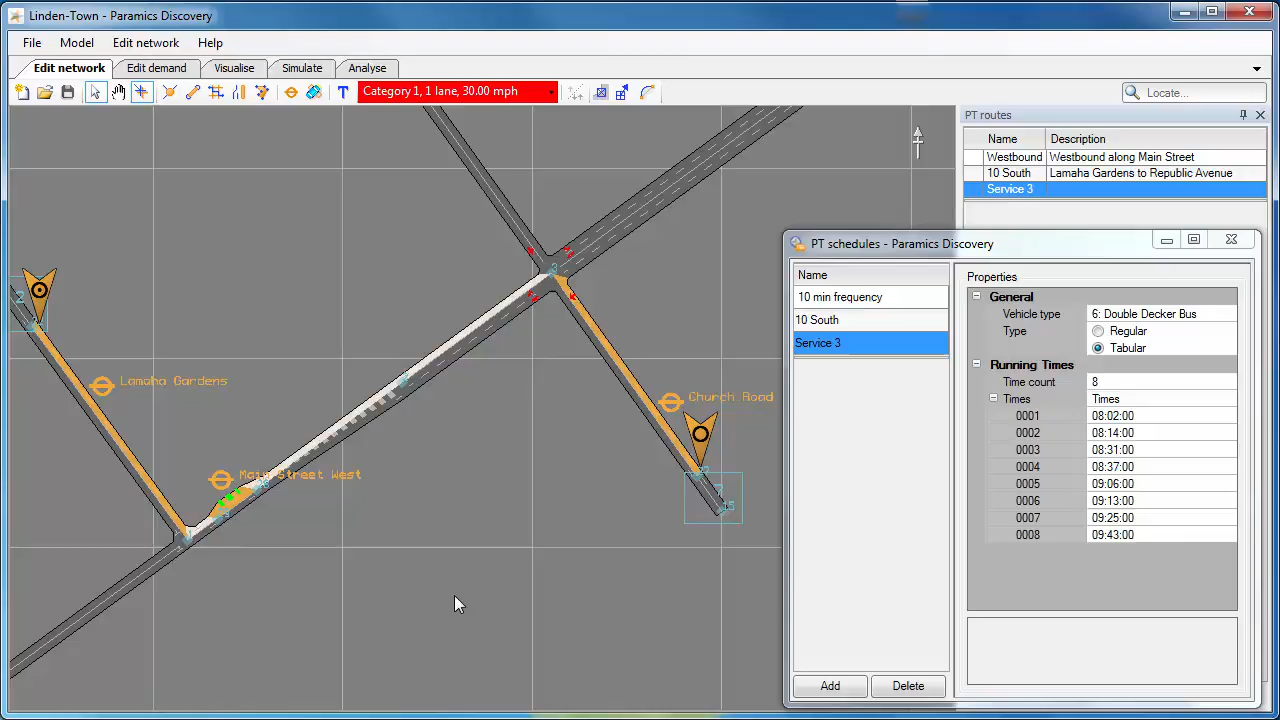 Linden-Town - Paramics Discovery
File Model Edit network Help
Edit network Edit demand Visualise Simulate Analyse
T Category 1, 1 lane, 30.00 mph Locate...
PT routes
Name Description
Westbound Westbound along Main Street
10 South Lamaha Gardens to Republic Avenue
Service 3
PT schedules - Paramics Discovery
Name
10 min frequency
10 South
Service 3
Add Delete
Properties
General
Vehicle type 6: Double Decker Bus
Type Regular
Tabular
Running Times
Time count 8
Times Times
0001 08:02:00
0002 08:14:00
0003 08:31:00
0004 08:37:00
0005 09:06:00
0006 09:13:00
0007 09:25:00
0008 09:43:00
Lamaha Gardens
Church Road
Main Street West
2
3
15